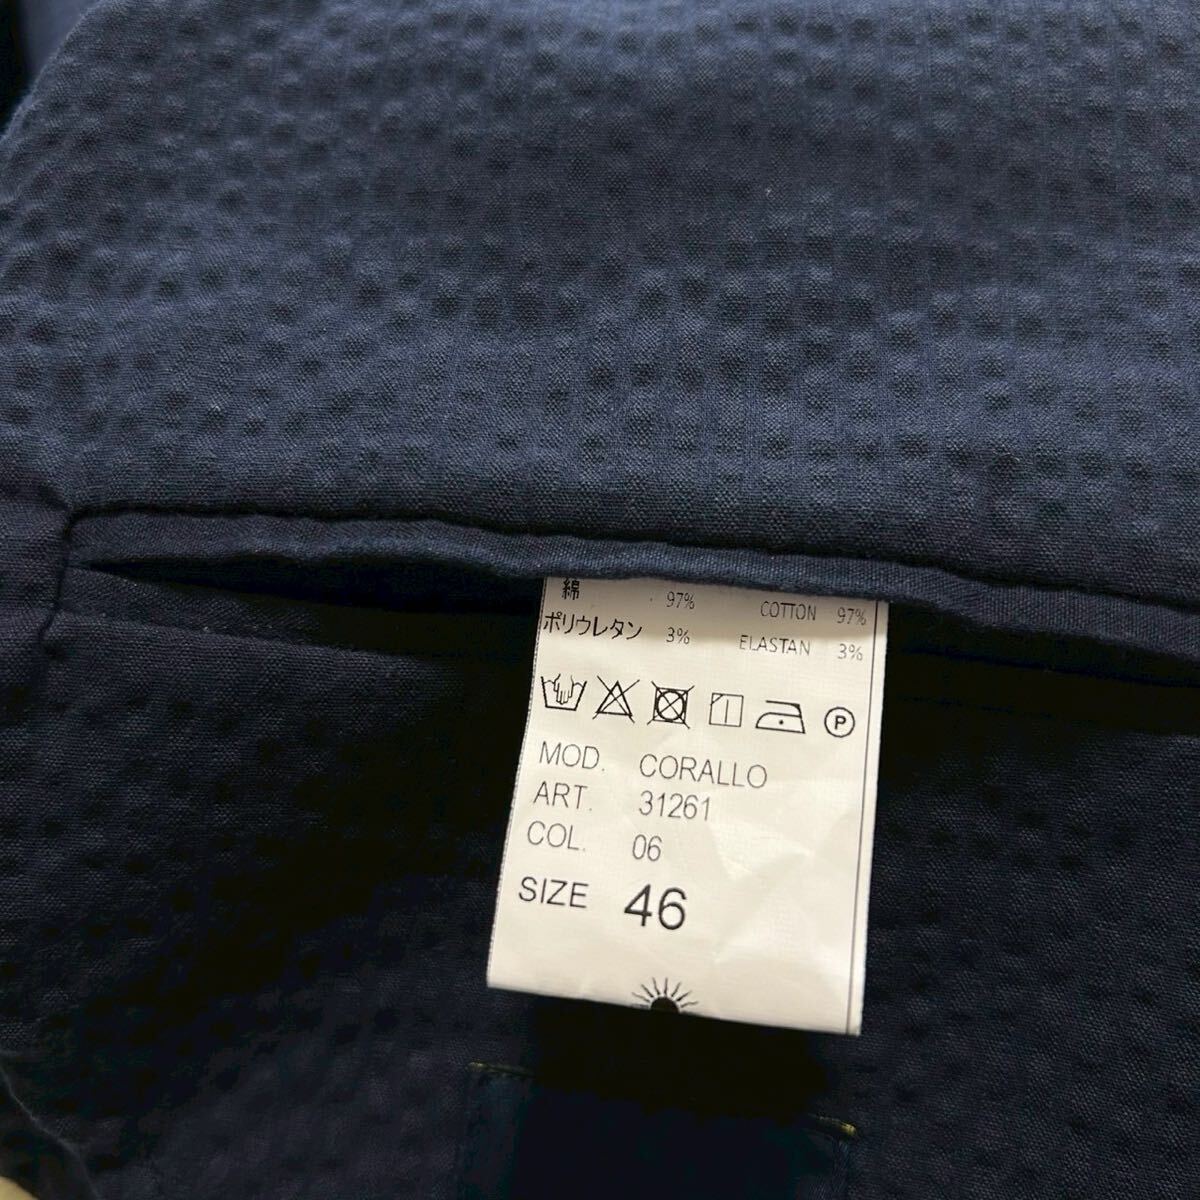 綿 97% COTTON 97%
ポリウレタン 3% ELASTAN 3%
P
MOD. CORALLO
ART. 31261
COL. 06
SIZE 46